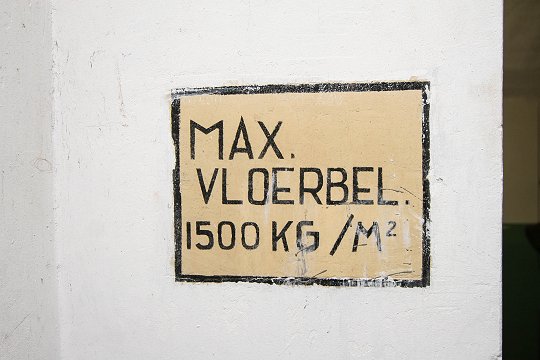 MAX.
VLOERBEL.
1500 KG/M²